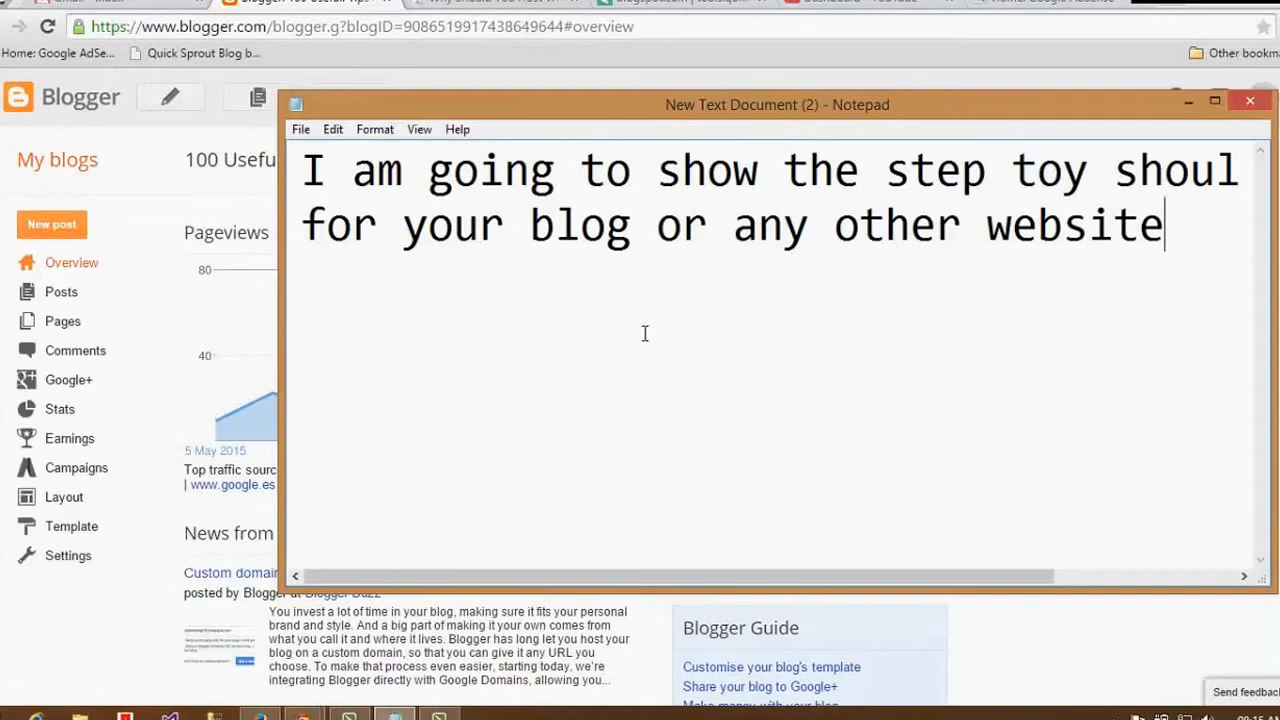 https://www.blogger.com/blogger.g?blogID=9086519917438649644#overview
Home: Google AdSe... Quick Sprout Blog b... Other bookma
Blogger
New Text Document (2) - Notepad
File Edit Format View Help
My blogs
100 Usefu
I am going to show the step toy shoul
for your blog or any other website
New post
Pageviews
Overview
80
Posts
Pages
Comments
40
Google+
Stats
Earnings
5 May 2015
Campaigns
Top traffic sourc
| www.google.es
Layout
Template
News from
Settings
Custom domain
posted by Blogger at Blogger Buzz
You invest a lot of time in your blog, making sure it fits your personal
brand and style. And a big part of making it your own comes from
what you call it and where it lives. Blogger has long let you host your
blog on a custom domain, so that you can give it any URL you
choose. To make that process even easier, starting today, we're
integrating Blogger directly with Google Domains, allowing you...
Blogger Guide
Customise your blog's template
Share your blog to Google+
Make money with your blog
Send feedback